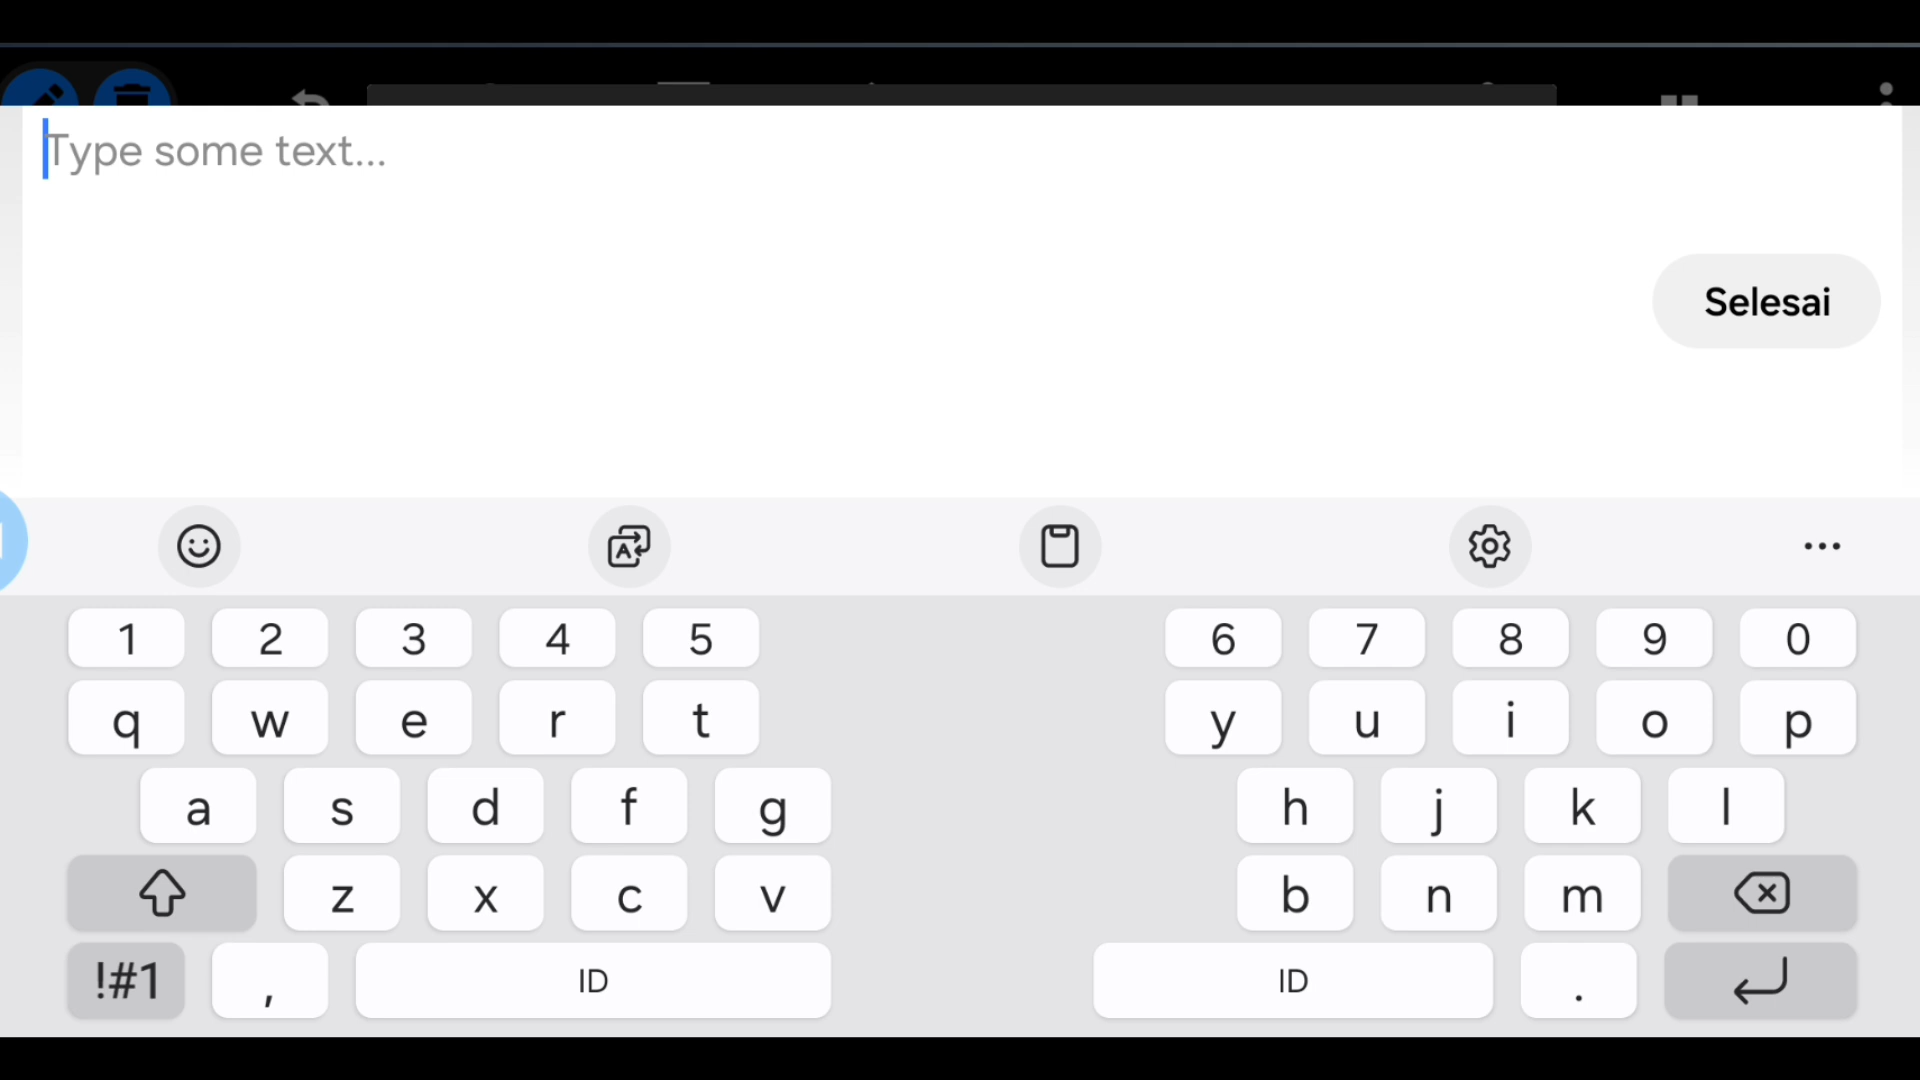 Type some text...
Selesai
1 2 3 4 5 6 7 8 9 0
q w e r t y u i o p
a s d f g h j k l
z x c v b n m
!#1 , ID ID .